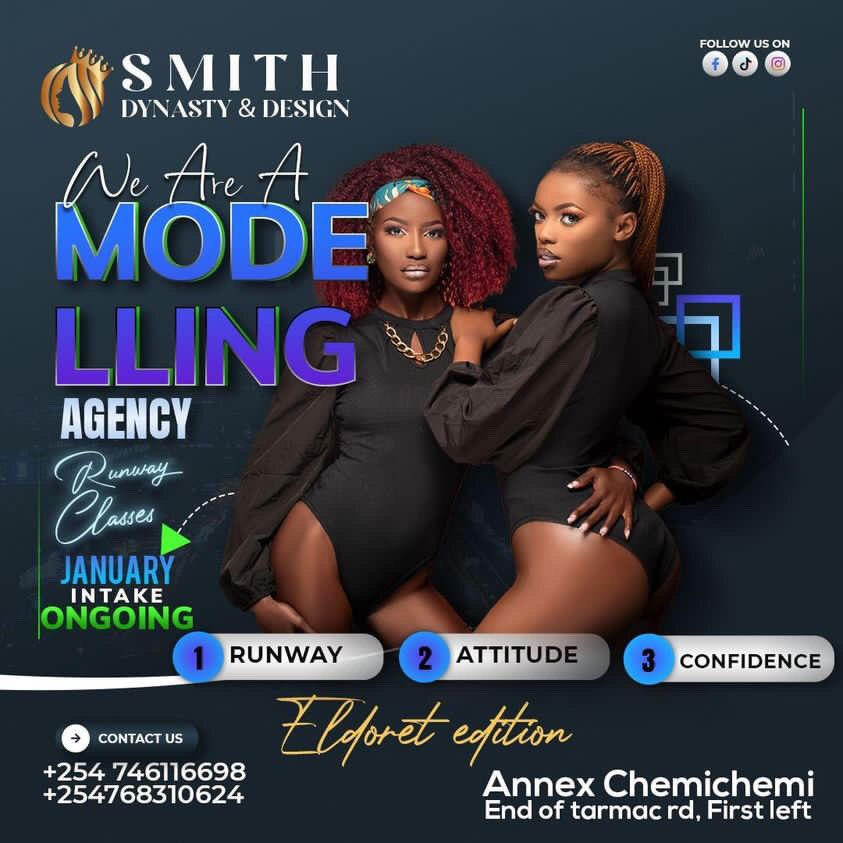 SMITH
DYNASTY & DESIGN
FOLLOW US ON
We Are A
MODE
LLING
AGENCY
Runway
Classes
JANUARY
INTAKE
ONGOING
1 RUNWAY
2 ATTITUDE
3 CONFIDENCE
Eldoret edition
CONTACT US
+254 746116698
+254768310624
Annex Chemichemi
End of tarmac rd, First left